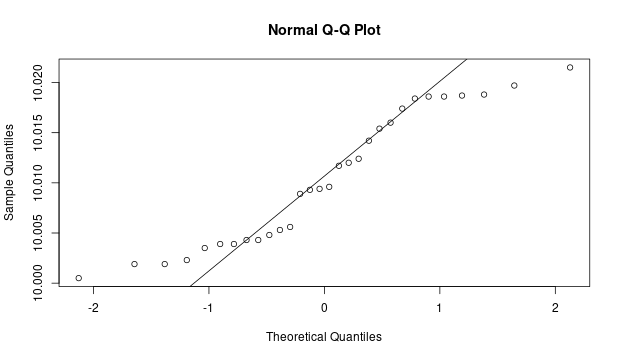 Normal Q-Q Plot
Sample Quantiles
10.020
10.015
10.010
10.005
10.000
-2 -1 0 1 2
Theoretical Quantiles